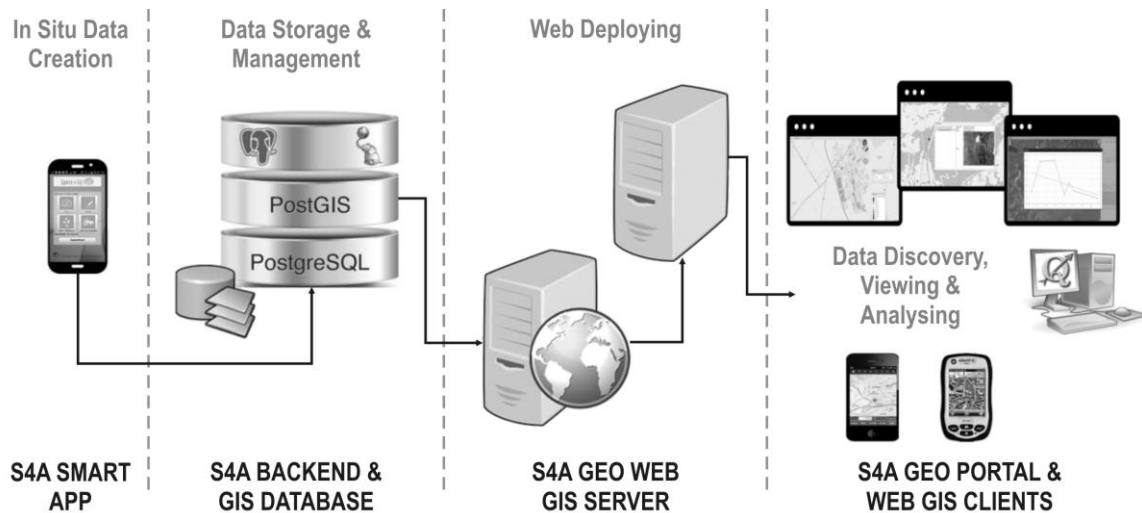 In Situ Data
Creation
Data Storage &
Management
Web Deploying
PostGIS
PostgreSQL
Data Discovery,
Viewing &
Analysing
S4A SMART
APP
S4A BACKEND &
GIS DATABASE
S4A GEO WEB
GIS SERVER
S4A GEO PORTAL &
WEB GIS CLIENTS